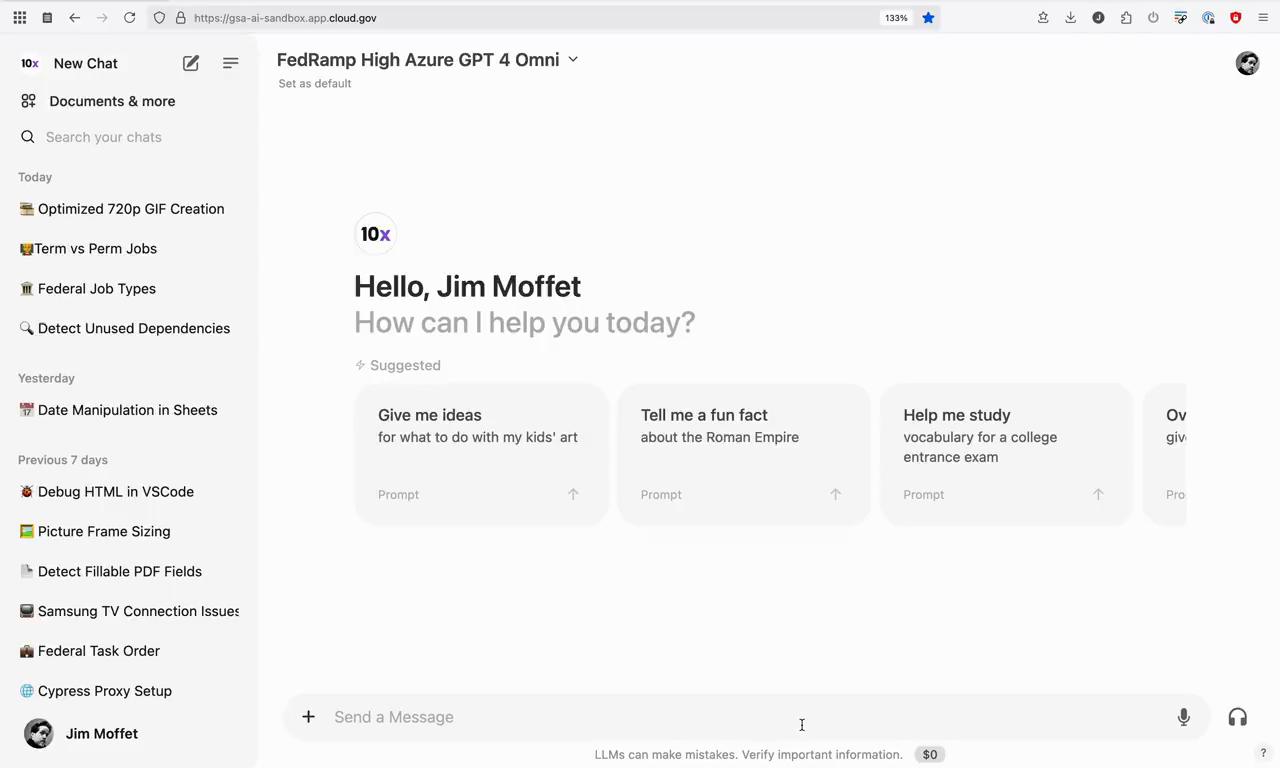 https://gsa-ai-sandbox.app.cloud.gov
133%
10x New Chat
Documents & more
Search your chats
Today
Optimized 720p GIF Creation
Term vs Perm Jobs
Federal Job Types
Detect Unused Dependencies
Yesterday
Date Manipulation in Sheets
Previous 7 days
Debug HTML in VSCode
Picture Frame Sizing
Detect Fillable PDF Fields
Samsung TV Connection Issues
Federal Task Order
Cypress Proxy Setup
Jim Moffet
FedRamp High Azure GPT 4 Omni
Set as default
10x
Hello, Jim Moffet
How can I help you today?
Suggested
Give me ideas
for what to do with my kids' art
Prompt
Tell me a fun fact
about the Roman Empire
Prompt
Help me study
vocabulary for a college
entrance exam
Prompt
Ov
giv
Pro
Send a Message
LLMs can make mistakes. Verify important information. $0
?